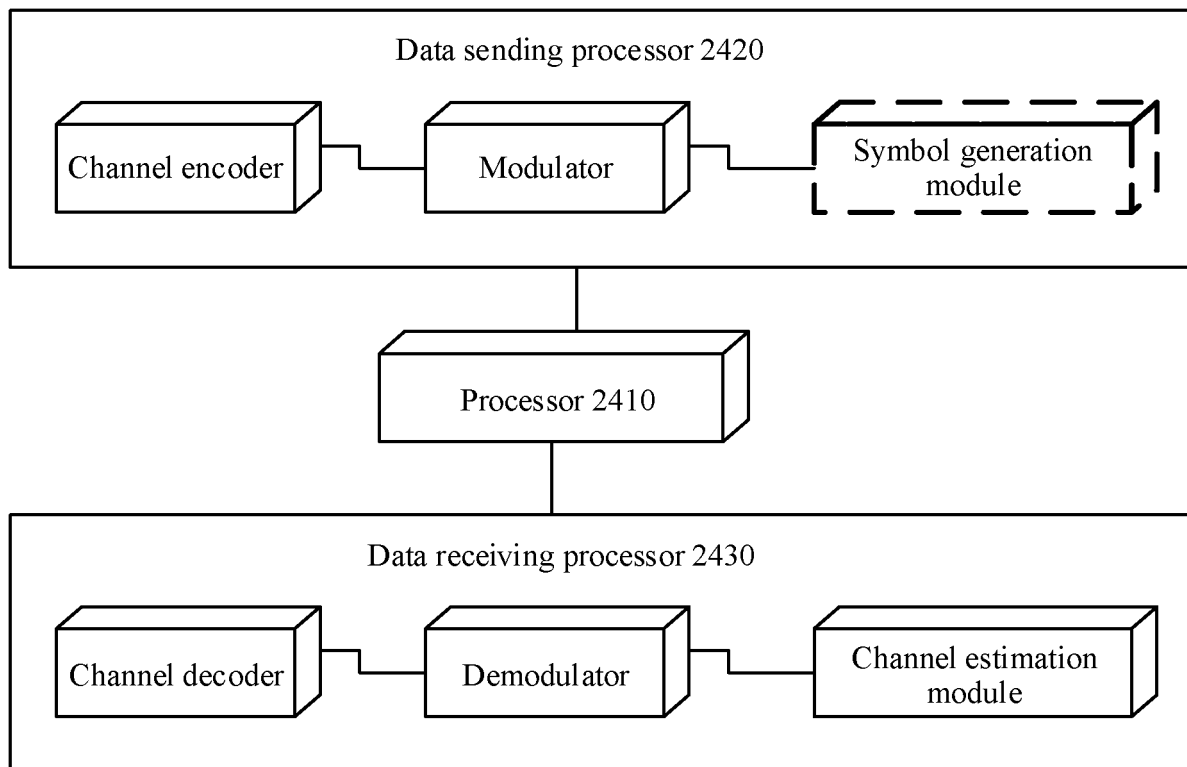 Data sending processor 2420
Channel encoder
Modulator
Symbol generation
module
Processor 2410
Data receiving processor 2430
Channel decoder
Demodulator
Channel estimation
module